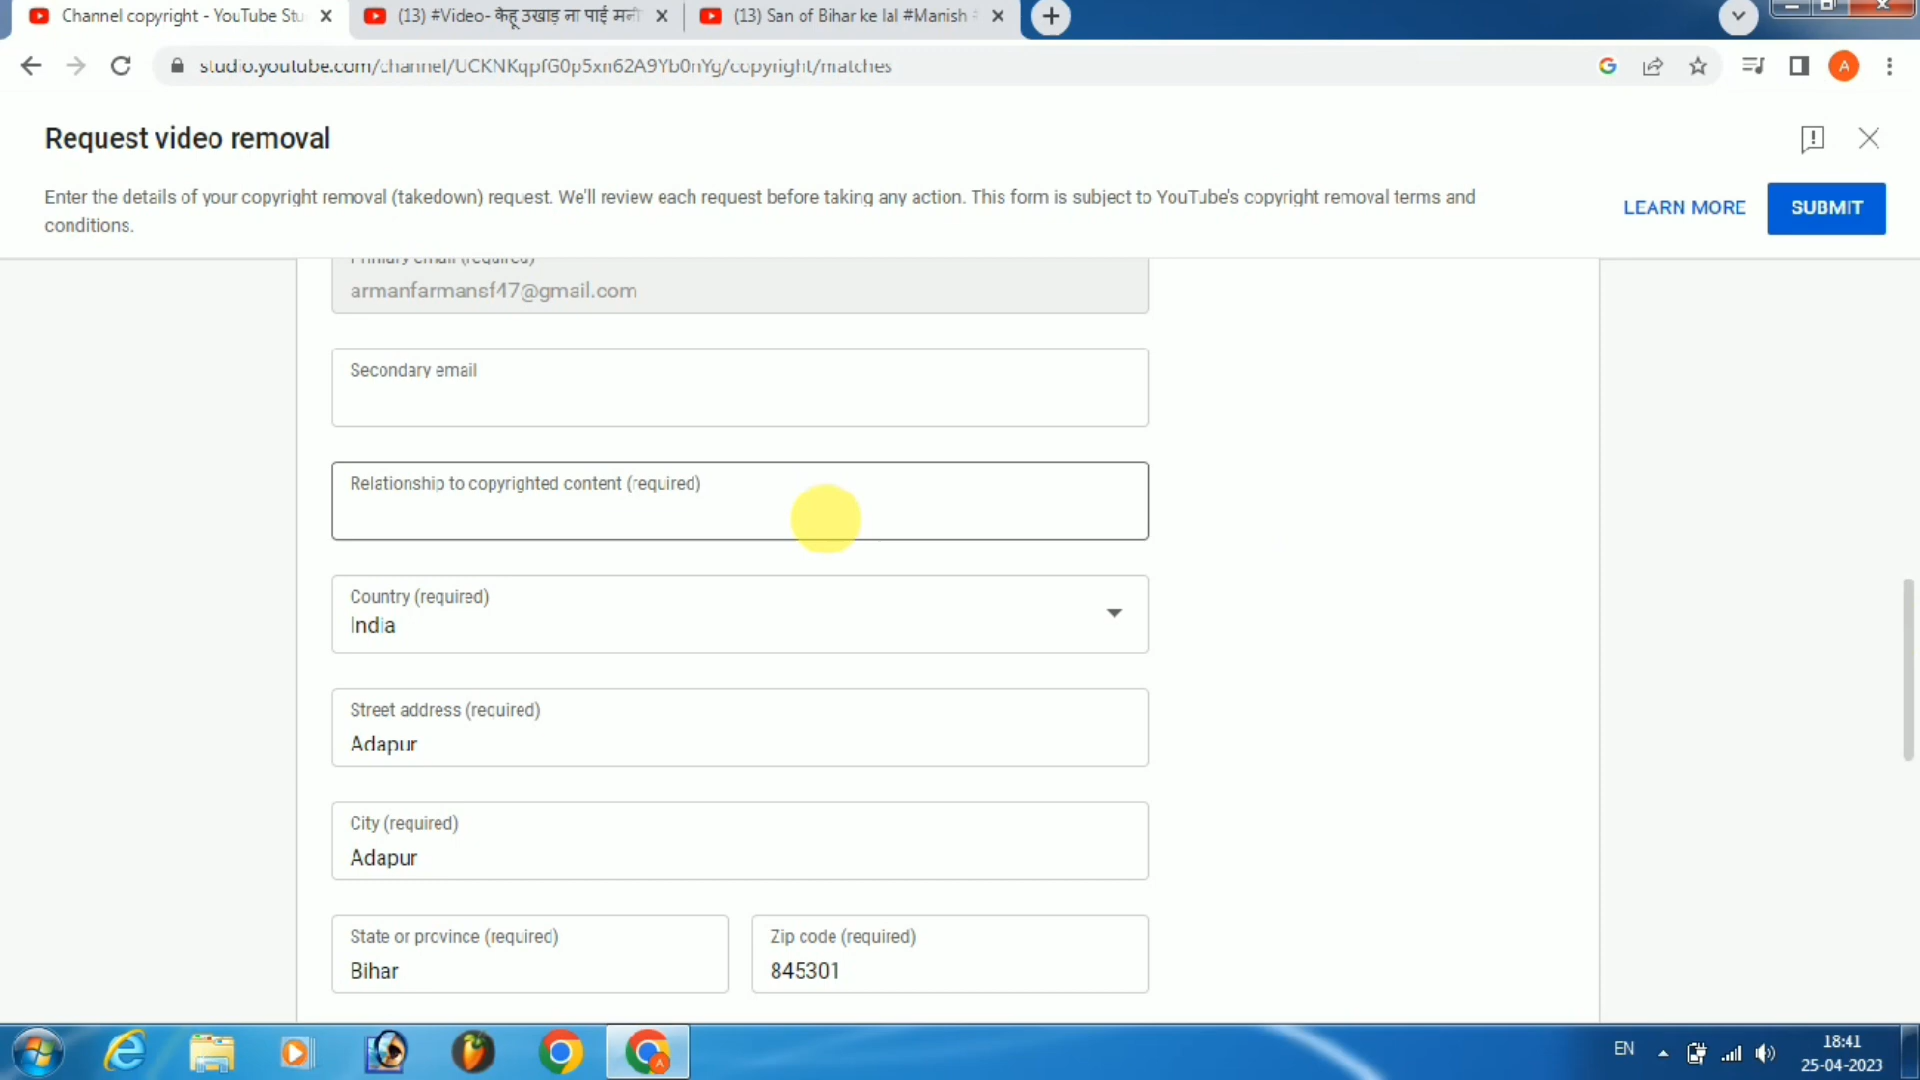 Channel copyright - YouTube Stu
(13) #Video- केहू उखाड़ ना पाई मनी
(13) San of Bihar ke lal #Manish #
studio.youtube.com/channel/UCKNKqpfG0p5xn62A9Yb0nYg/copyright/matches
A
Request video removal
Enter the details of your copyright removal (takedown) request. We'll review each request before taking any action. This form is subject to YouTube's copyright removal terms and
conditions.
LEARN MORE
SUBMIT
Primary email (required)
armanfarmansf47@gmail.com
Secondary email
Relationship to copyrighted content (required)
Country (required)
India
Street address (required)
Adapur
City (required)
Adapur
State or province (required)
Bihar
Zip code (required)
845301
EN
18:41
25-04-2023